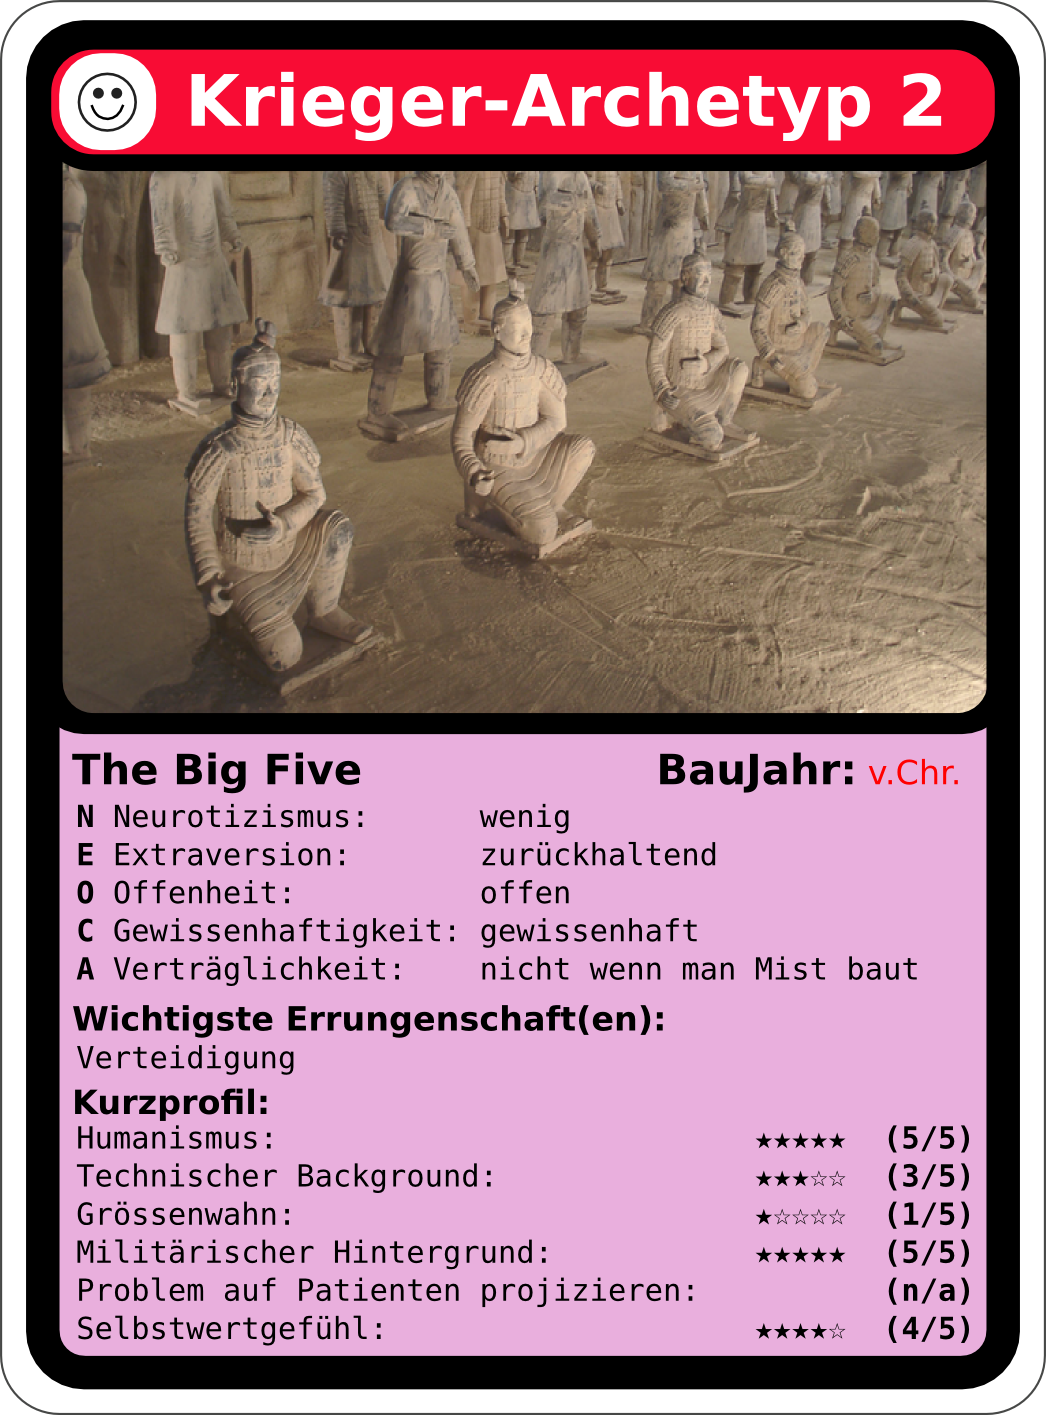 Krieger-Archetyp 2
The Big Five BauJahr: v.Chr.
N Neurotizismus: wenig
E Extraversion: zurückhaltend
O Offenheit: offen
C Gewissenhaftigkeit: gewissenhaft
A Verträglichkeit: nicht wenn man Mist baut
Wichtigste Errungenschaft(en):
Verteidigung
Kurzprofil:
Humanismus: ★★★★★ (5/5)
Technischer Background: ★★★☆☆ (3/5)
Grössenwahn: ★☆☆☆☆ (1/5)
Militärischer Hintergrund: ★★★★★ (5/5)
Problem auf Patienten projizieren: (n/a)
Selbstwertgefühl: ★★★★☆ (4/5)